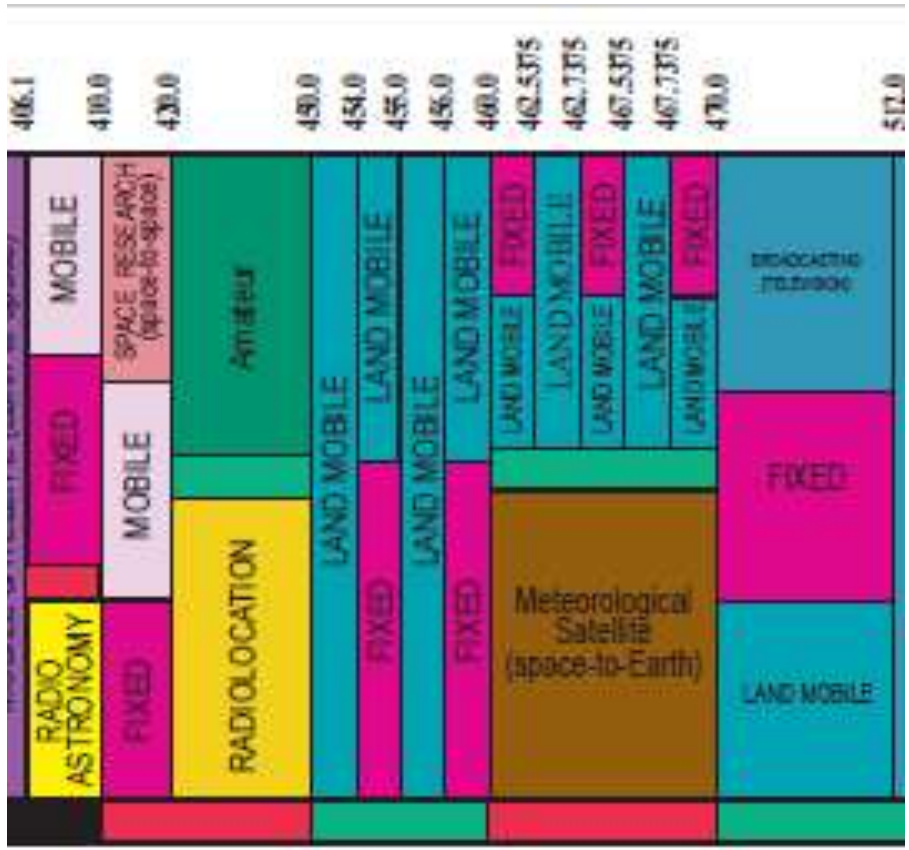 406.1
410.0
420.0
450.0
454.0
455.0
456.0
460.0
462.5375
462.7375
467.5375
467.7375
470.0
512.0
MOBILE
FIXED
RADIO
ASTRONOMY
SPACE RESEARCH
(space-to-space)
MOBILE
FIXED
Amateur
RADIOLOCATION
LAND MOBILE
LAND MOBILE
FIXED
LAND MOBILE
LAND MOBILE
FIXED
FIXED
LAND MOBILE
LAND MOBILE
FIXED
LAND MOBILE
LAND MOBILE
FIXED
LAND MOBILE
Meteorological
Satellite
(space-to-Earth)
BROADCASTING
(TELEVISION)
FIXED
LAND MOBILE